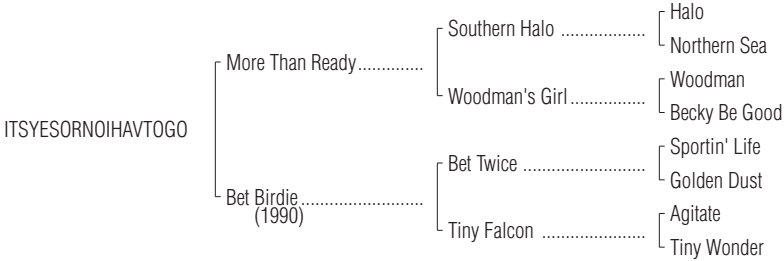 Halo
Southern Halo ..................
Northern Sea
More Than Ready..............
Woodman
Woodman's Girl................
Becky Be Good
ITSYESORNOIHAVTOGO
Sportin' Life
Bet Twice ..........................
Golden Dust
Bet Birdie..........................
(1990)
Agitate
Tiny Falcon ......................
Tiny Wonder